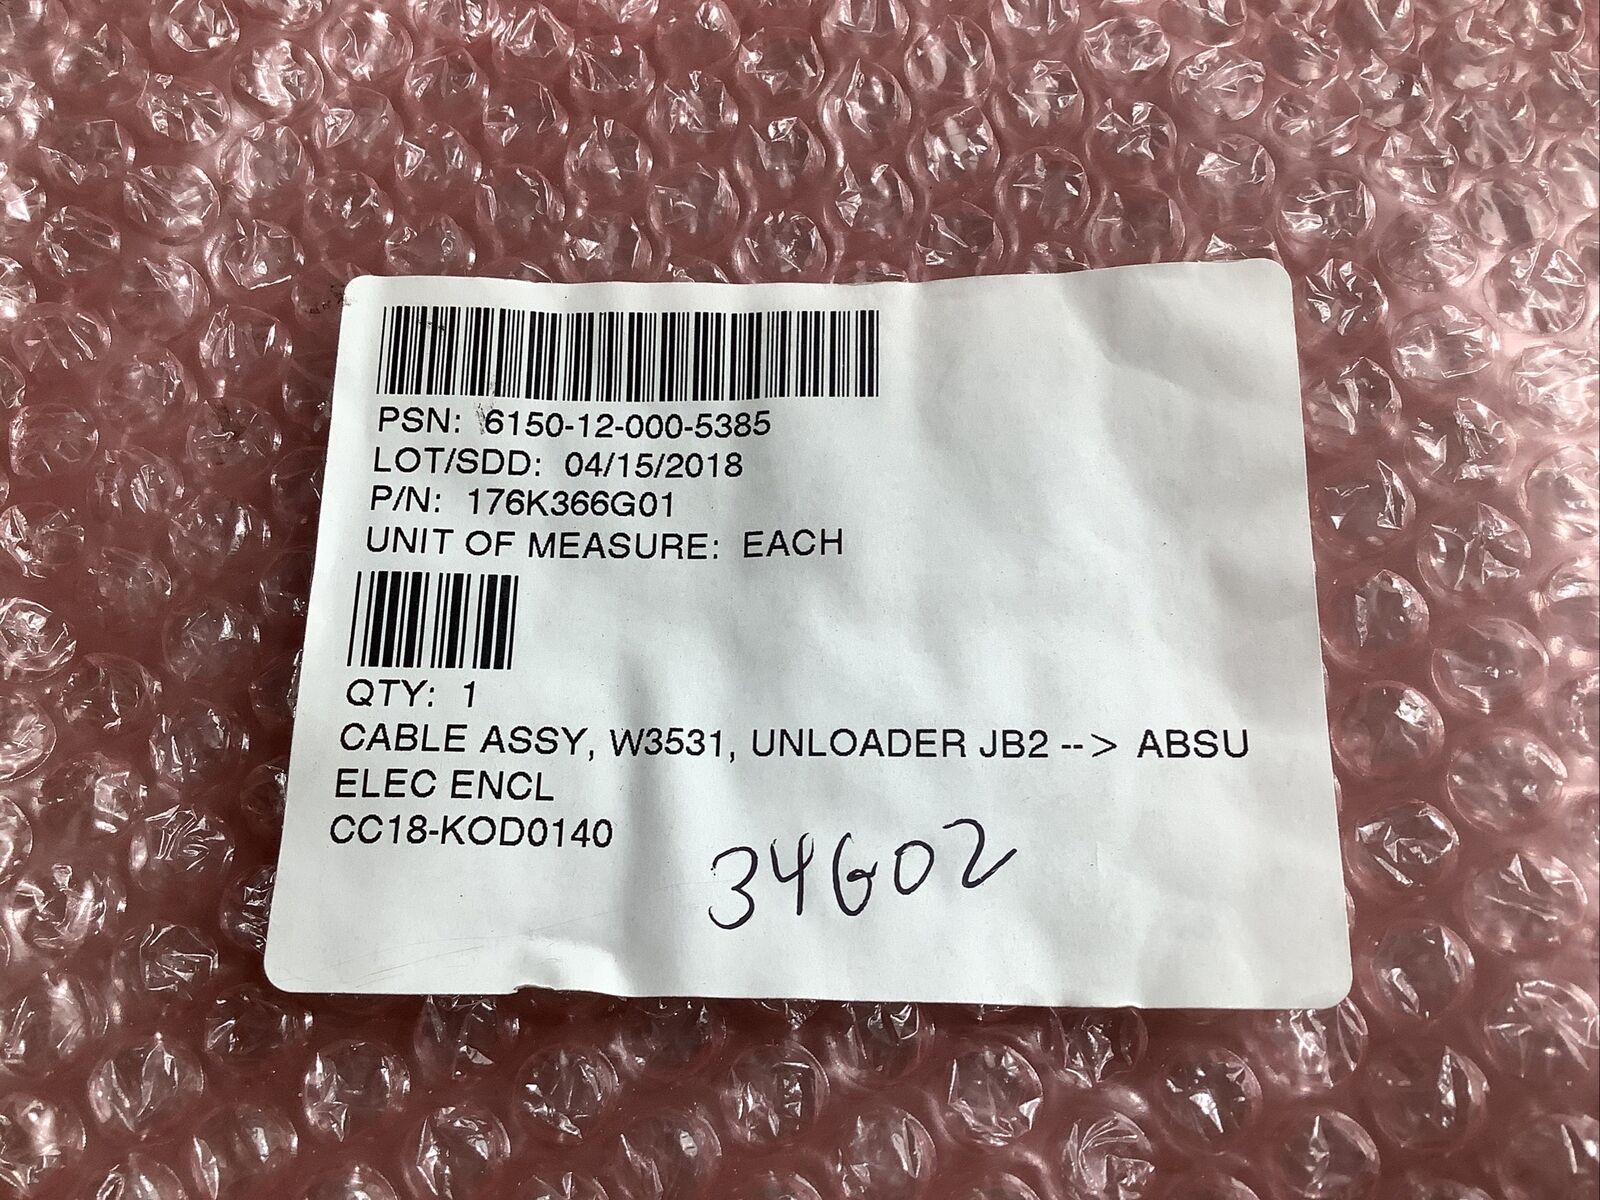 PSN: 6150-12-000-5385
LOT/SDD: 04/15/2018
P/N: 176K366G01
UNIT OF MEASURE: EACH
QTY: 1
CABLE ASSY, W3531, UNLOADER JB2 --> ABSU
ELEC ENCL
CC18-KOD0140
34G02